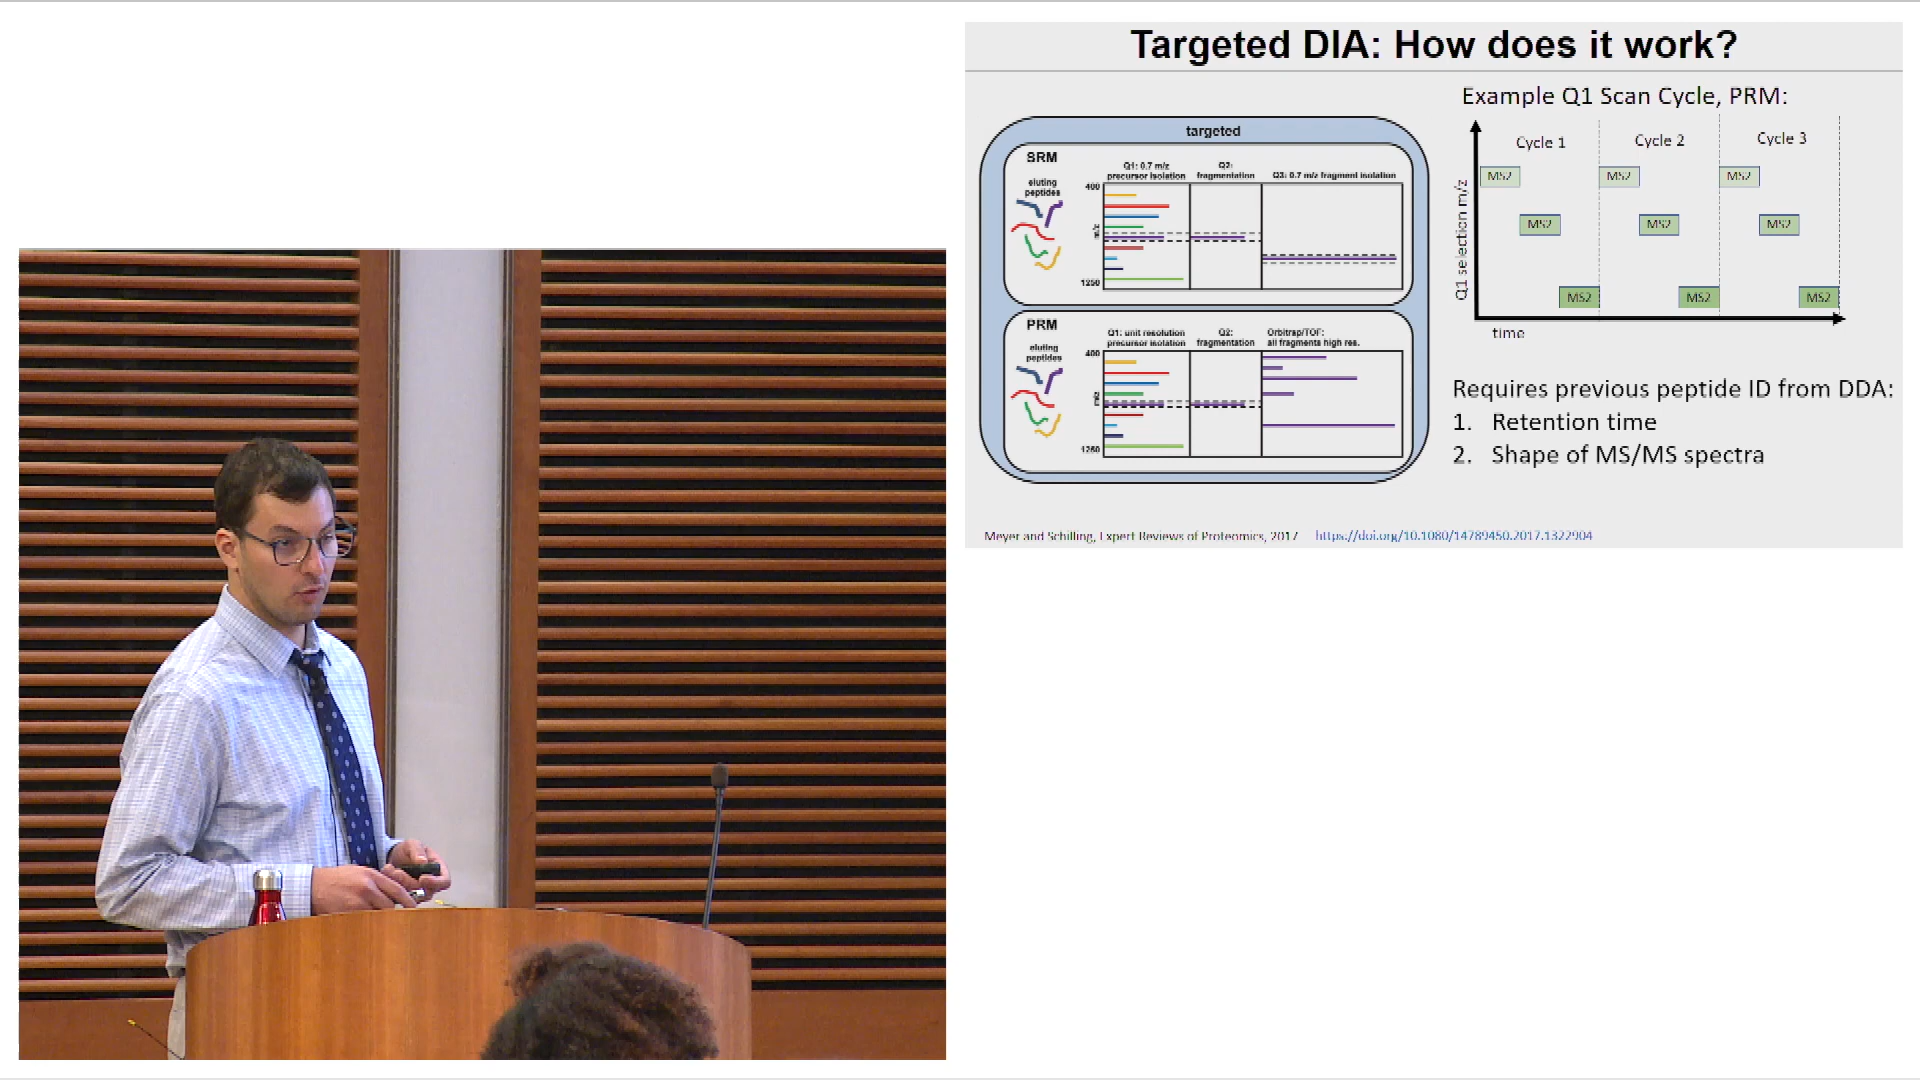 Targeted DIA: How does it work?
targeted
SRM
eluting
peptides
Q1: 0.7 m/z
precursor isolation
Q2:
fragmentation
Q3: 0.7 m/z fragment isolation
400
m/z
1250
PRM
eluting
peptides
Q1: unit resolution
precursor isolation
Q2:
fragmentation
Orbitrap/TOF:
all fragments high res.
400
m/z
1250
Example Q1 Scan Cycle, PRM:
Cycle 1
Cycle 2
Cycle 3
Q1 selection m/z
MS2 MS2 MS2
MS2 MS2 MS2
MS2 MS2 MS2
time
Requires previous peptide ID from DDA:
1. Retention time
2. Shape of MS/MS spectra
Meyer and Schilling, Expert Reviews of Proteomics, 2017 https://doi.org/10.1080/14789450.2017.1322904